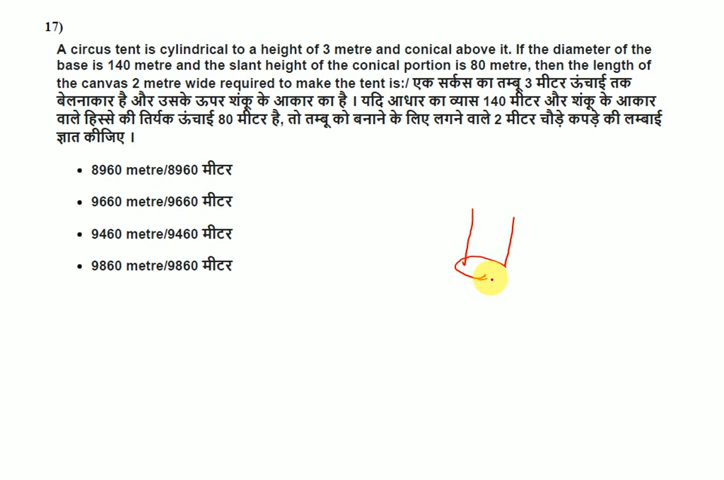 17)
A circus tent is cylindrical to a height of 3 metre and conical above it. If the diameter of the
base is 140 metre and the slant height of the conical portion is 80 metre, then the length of
the canvas 2 metre wide required to make the tent is:/ एक सर्कस का तम्बू 3 मीटर ऊंचाई तक
बेलनाकार है और उसके ऊपर शंकू के आकार का है । यदि आधार का व्यास 140 मीटर और शंकू के आकार
वाले हिस्से की तिर्यक ऊंचाई 80 मीटर है, तो तम्बू को बनाने के लिए लगने वाले 2 मीटर चौड़े कपड़े की लम्बाई
ज्ञात कीजिए ।
• 8960 metre/8960 मीटर
• 9660 metre/9660 मीटर
• 9460 metre/9460 मीटर
• 9860 metre/9860 मीटर